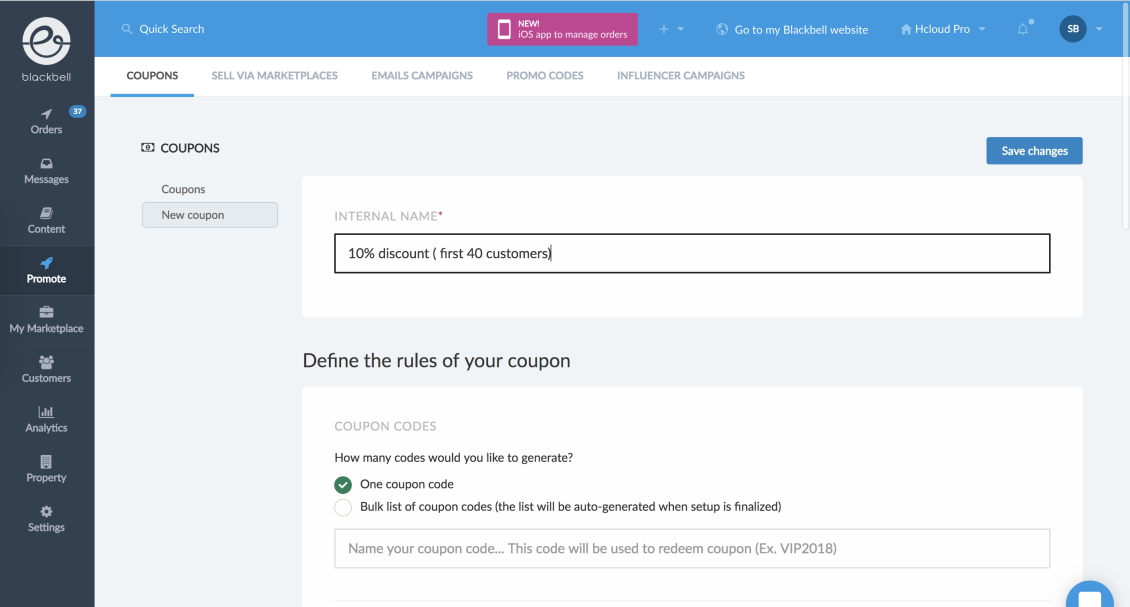 blackbell
Quick Search
NEW!
iOS app to manage orders
Go to my Blackbell website
Hcloud Pro
SB
COUPONS
SELL VIA MARKETPLACES
EMAILS CAMPAIGNS
PROMO CODES
INFLUENCER CAMPAIGNS
37
Orders
Messages
Content
Promote
My Marketplace
Customers
Analytics
Property
Settings
COUPONS
Coupons
New coupon
Save changes
INTERNAL NAME*
10% discount ( first 40 customers)
Define the rules of your coupon
COUPON CODES
How many codes would you like to generate?
One coupon code
Bulk list of coupon codes (the list will be auto-generated when setup is finalized)
Name your coupon code... This code will be used to redeem coupon (Ex. VIP2018)